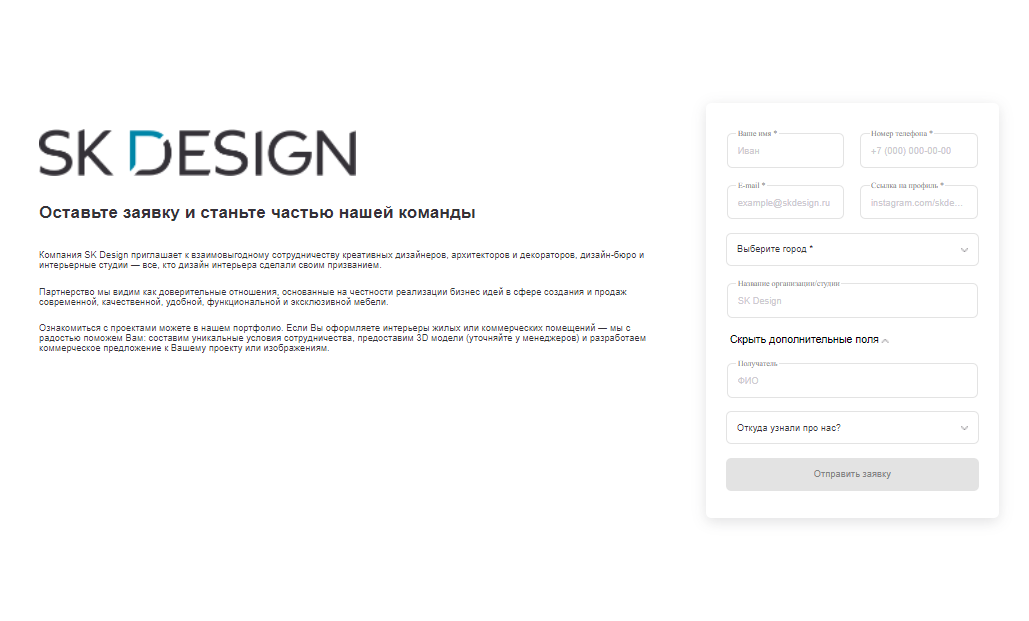 SK DESIGN
Оставьте заявку и станьте частью нашей команды
Компания SK Design приглашает к взаимовыгодному сотрудничеству креативных дизайнеров, архитекторов и декораторов, дизайн-бюро и
интерьерные студии — все, кто дизайн интерьера сделали своим призванием.
Партнерство мы видим как доверительные отношения, основанные на честности реализации бизнес идей в сфере создания и продаж
современной, качественной, удобной, функциональной и эксклюзивной мебели.
Ознакомиться с проектами можете в нашем портфолио. Если Вы оформляете интерьеры жилых или коммерческих помещений — мы с
радостью поможем Вам: составим уникальные условия сотрудничества, предоставим 3D модели (уточняйте у менеджеров) и разработаем
коммерческое предложение к Вашему проекту или изображениям.
Ваше имя *
Иван
Номер телефона *
+7 (000) 000-00-00
E-mail *
example@skdesign.ru
Ссылка на профиль *
instagram.com/skde...
Выберите город *
Название организации/студии
SK Design
Скрыть дополнительные поля
Получатель
ФИО
Откуда узнали про нас?
Отправить заявку